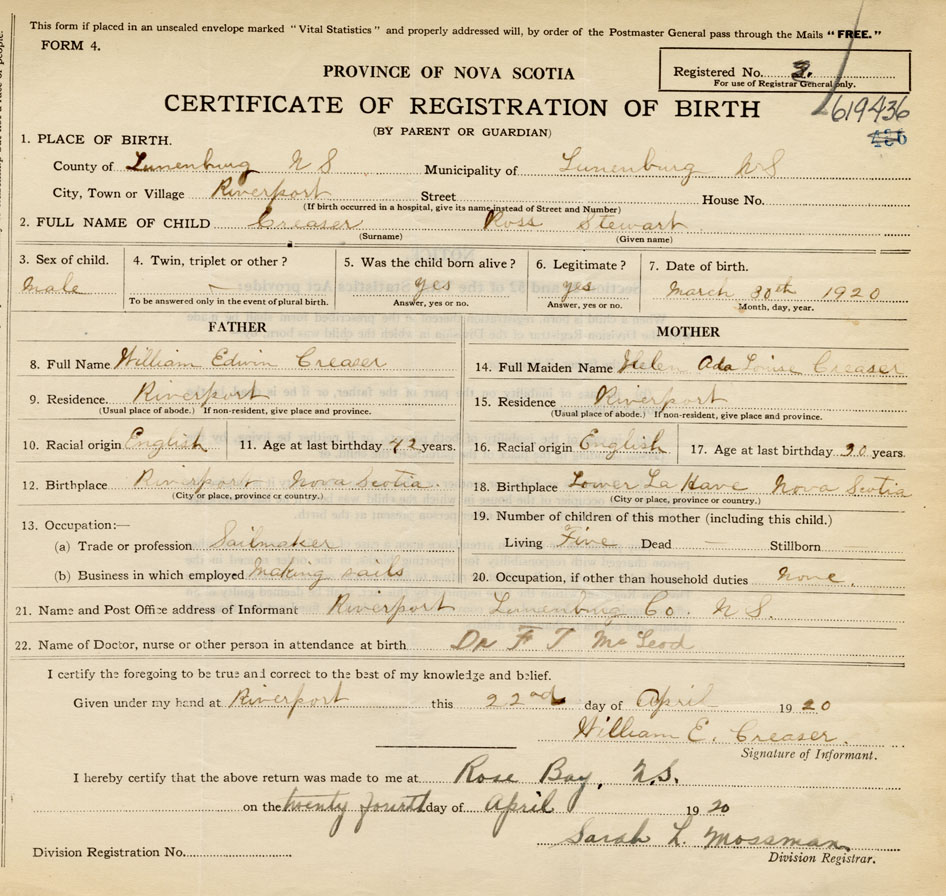 This form if placed in an unsealed envelope marked "Vital Statistics" and properly addressed will, by order of the Postmaster General pass through the Mails "FREE."
FORM 4.
PROVINCE OF NOVA SCOTIA
Registered No. 3.
For use of Registrar General only.
CERTIFICATE OF REGISTRATION OF BIRTH
619436
(BY PARENT OR GUARDIAN)
1. PLACE OF BIRTH.
County of Lunenburg N S Municipality of Lunenburg N S
City, Town or Village Riverport Street House No.
(If birth occurred in a hospital, give its name instead of Street and Number)
2. FULL NAME OF CHILD Creaser Ross Stewart
(Surname) (Given name)
3. Sex of child. 4. Twin, triplet or other? 5. Was the child born alive? 6. Legitimate? 7. Date of birth.
Male — yes yes March 30th 1920
To be answered only in the event of plural birth. Answer, yes or no. Answer, yes or no. Month, day, year.
FATHER
8. Full Name William Edwin Creaser
9. Residence. Riverport
(Usual place of abode.) If non-resident, give place and province.
10. Racial origin English 11. Age at last birthday 42 years.
12. Birthplace Riverport Nova Scotia.
(City or place, province or country.)
13. Occupation:—
(a) Trade or profession Sailmaker
(b) Business in which employed Making sails
MOTHER
14. Full Maiden Name Helen Ada Louise Creaser
15. Residence Riverport
(Usual place of abode.) If non-resident, give place and province.
16. Racial origin English 17. Age at last birthday 30 years.
18. Birthplace Lower La Have Nova Scotia
(City or place, province or country.)
19. Number of children of this mother (including this child.)
Living Five Dead — Stillborn
20. Occupation, if other than household duties None.
21. Name and Post Office address of Informant Riverport Lunenburg Co. N S.
22. Name of Doctor, nurse or other person in attendance at birth Dr F T McLeod
I certify the foregoing to be true and correct to the best of my knowledge and belief.
Given under my hand at Riverport this 22nd day of April 1920
William E. Creaser.
Signature of Informant.
I hereby certify that the above return was made to me at Rose Bay, N.S.
on the twenty fourth day of April 1920
Sarah L. Mossman
Division Registrar.
Division Registration No.